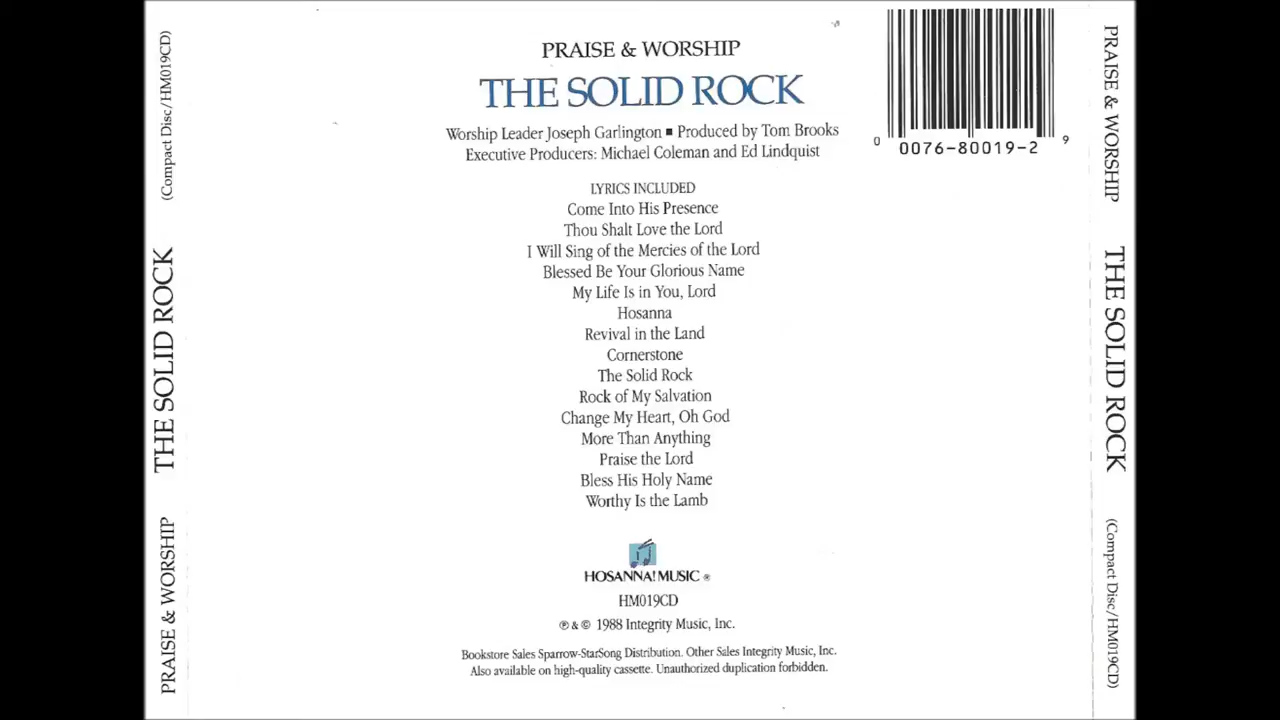 (Compact Disc/HM019CD)
THE SOLID ROCK
PRAISE & WORSHIP
PRAISE & WORSHIP
THE SOLID ROCK
Worship Leader Joseph Garlington ■ Produced by Tom Brooks
Executive Producers: Michael Coleman and Ed Lindquist
LYRICS INCLUDED
Come Into His Presence
Thou Shalt Love the Lord
I Will Sing of the Mercies of the Lord
Blessed Be Your Glorious Name
My Life Is in You, Lord
Hosanna
Revival in the Land
Cornerstone
The Solid Rock
Rock of My Salvation
Change My Heart, Oh God
More Than Anything
Praise the Lord
Bless His Holy Name
Worthy Is the Lamb
HOSANNA! MUSIC ®
HM019CD
℗ & © 1988 Integrity Music, Inc.
Bookstore Sales Sparrow-StarSong Distribution. Other Sales Integrity Music, Inc.
Also available on high-quality cassette. Unauthorized duplication forbidden.
0 0076-80019-2 9
PRAISE & WORSHIP
THE SOLID ROCK
(Compact Disc/HM019CD)